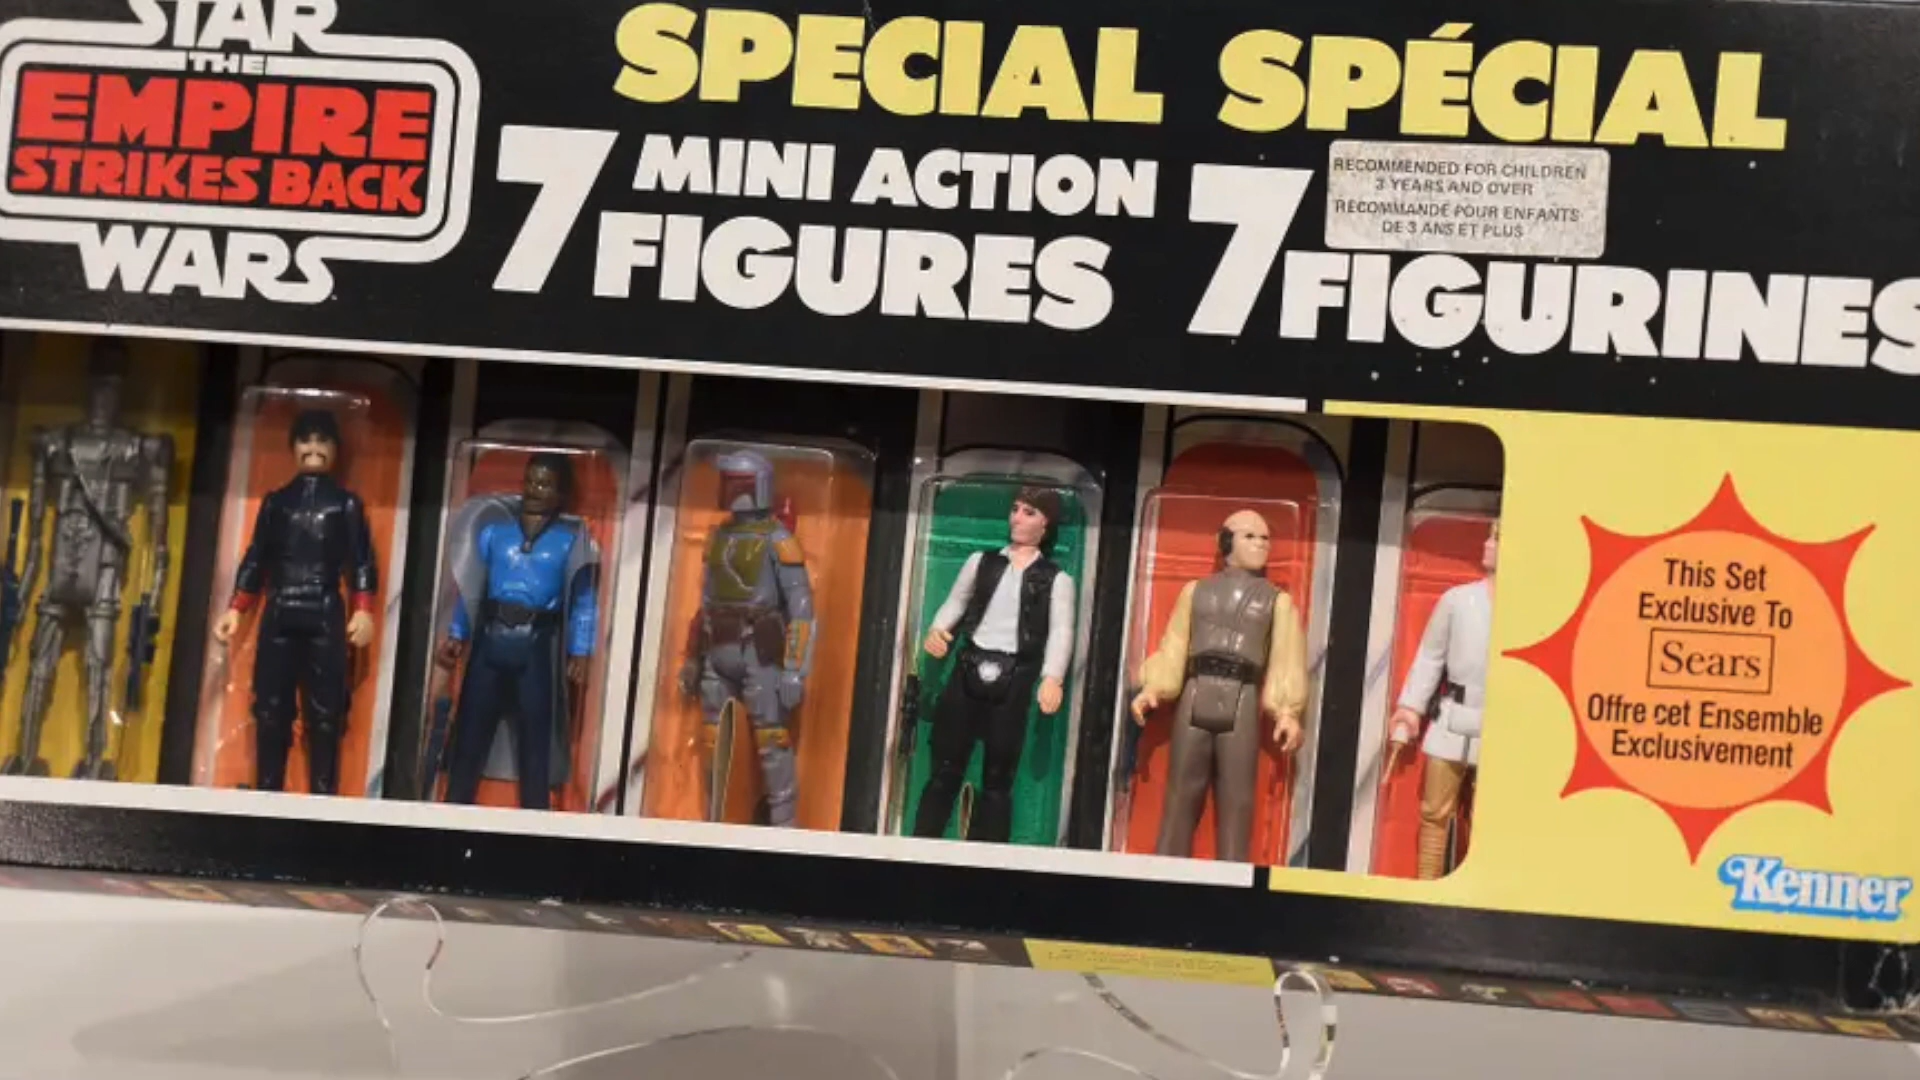 STAR
THE
EMPIRE
STRIKES BACK
WARS
SPECIAL
7 MINI ACTION
FIGURES
SPÉCIAL
7 FIGURINES
RECOMMENDED FOR CHILDREN
3 YEARS AND OVER
RECOMMANDÉ POUR ENFANTS
DE 3 ANS ET PLUS
This Set
Exclusive To
Sears
Offre cet Ensemble
Exclusivement
Kenner